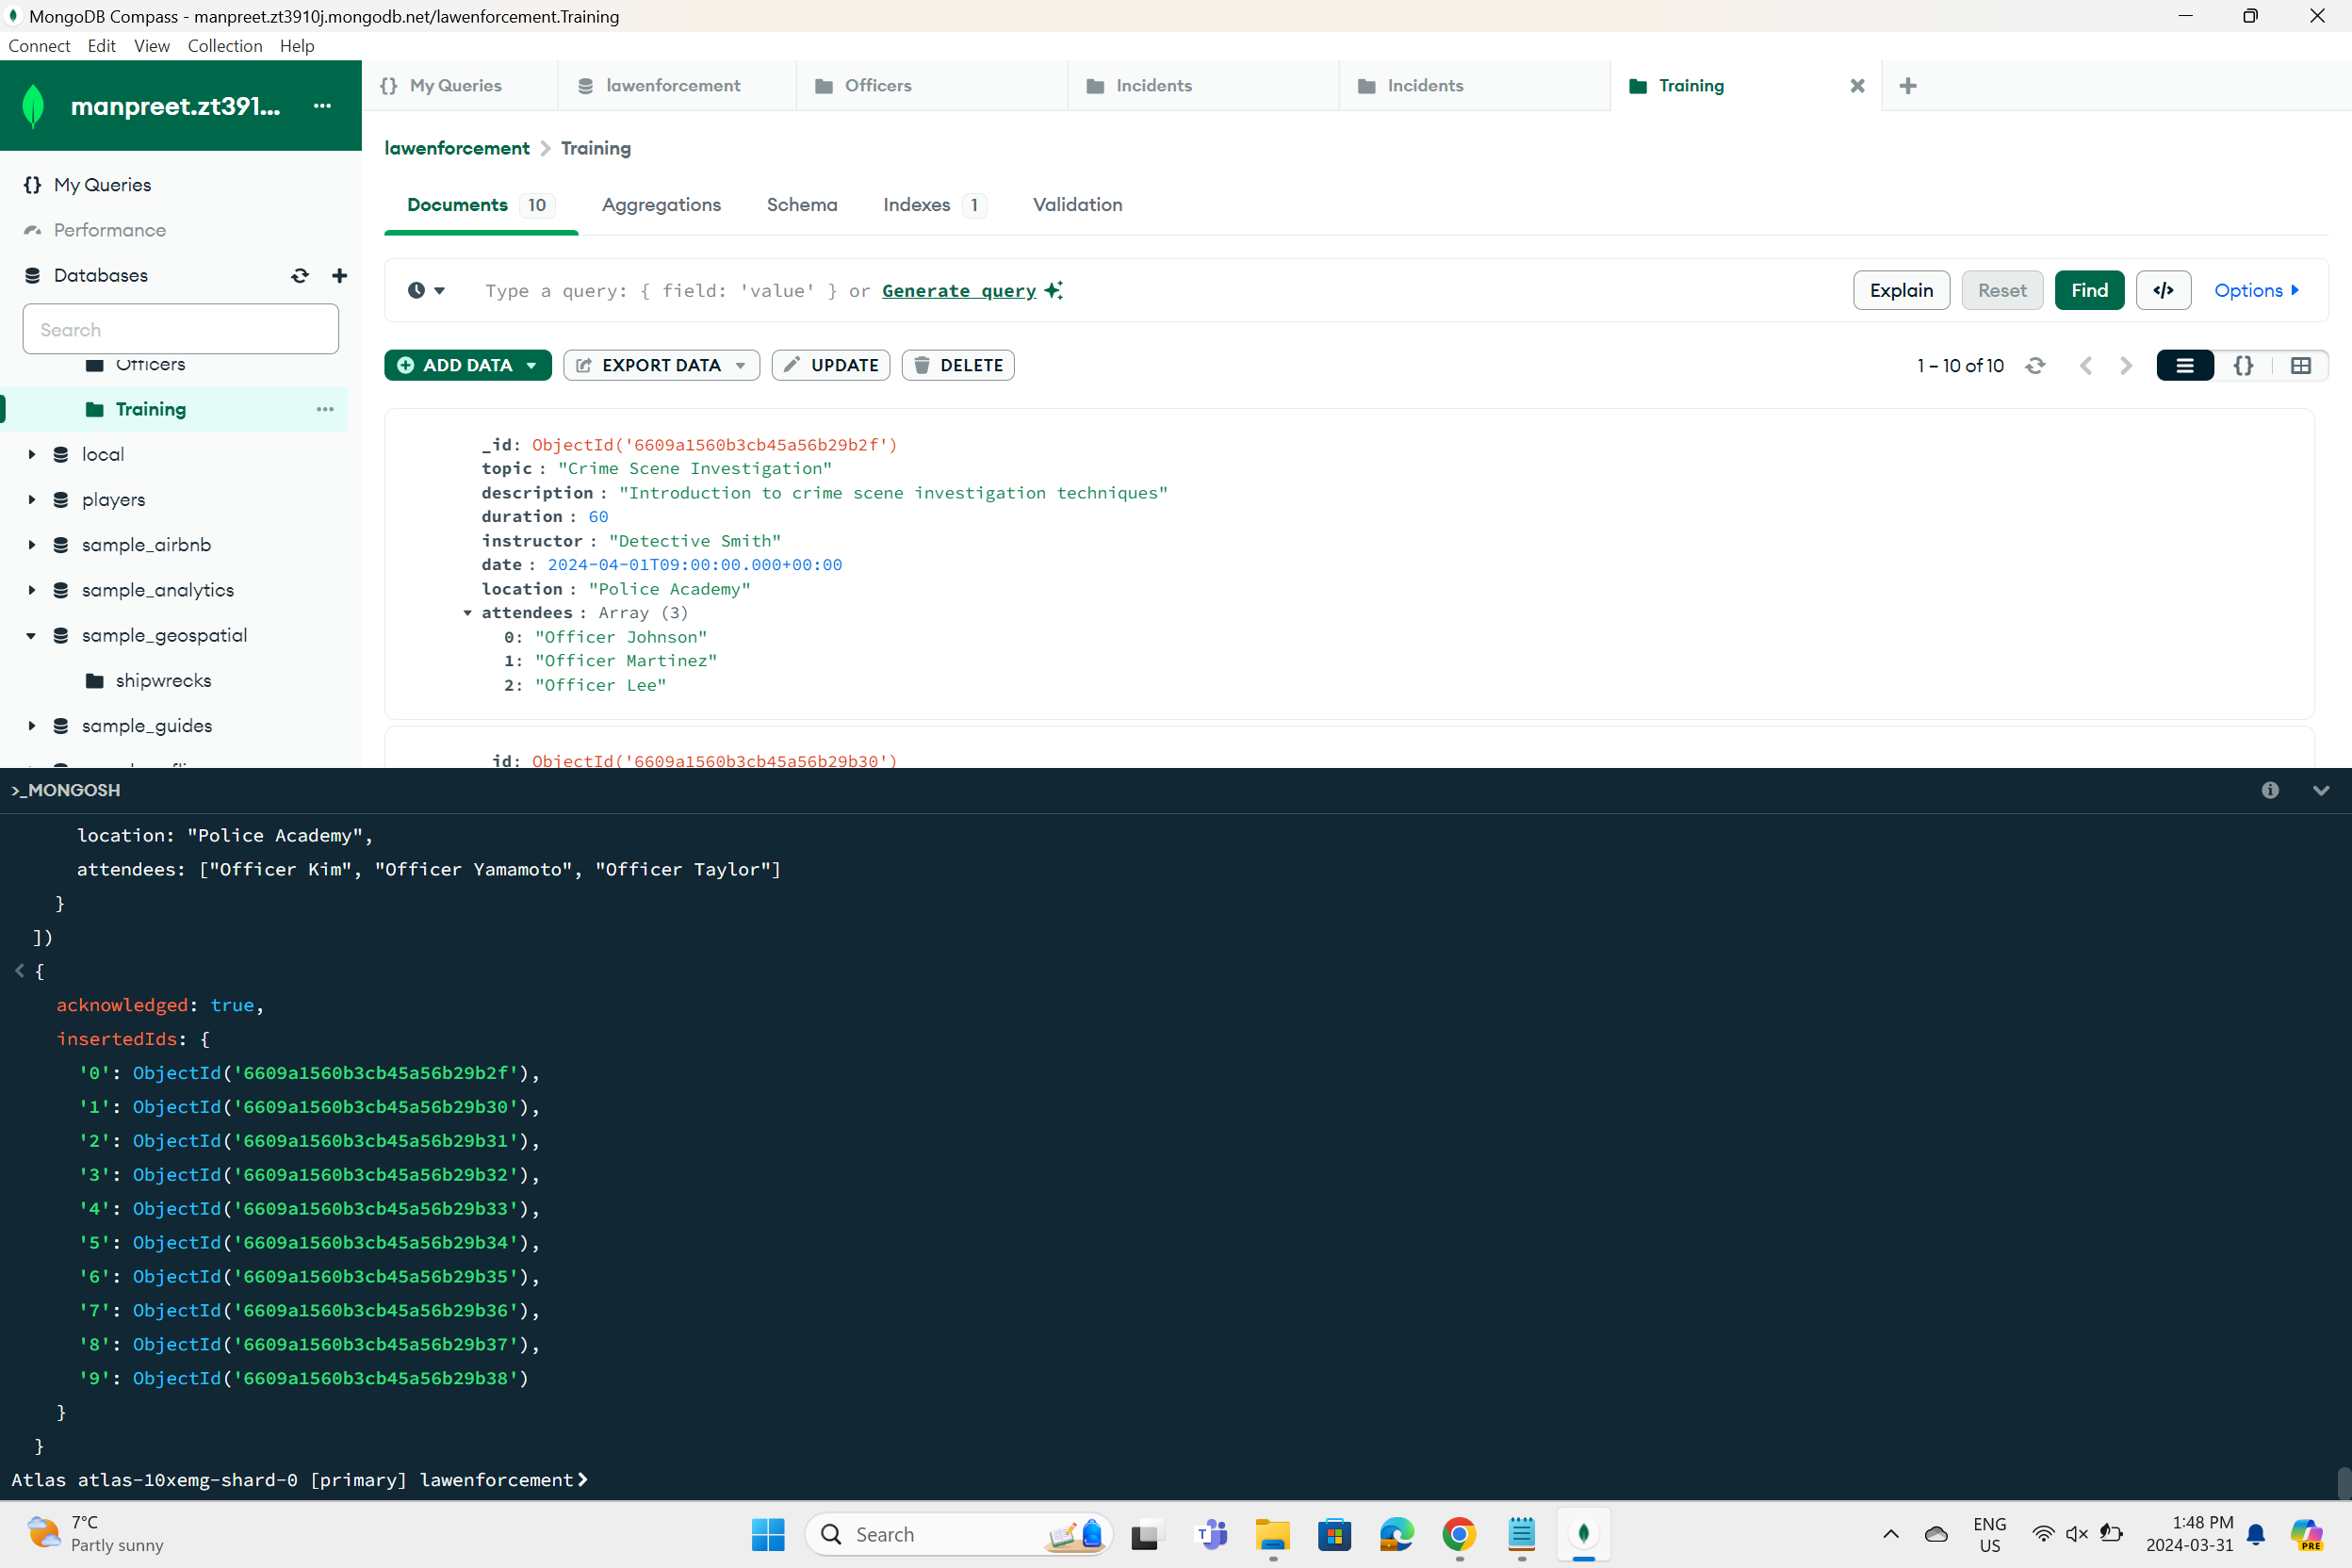 MongoDB Compass - manpreet.zt3910j.mongodb.net/lawenforcement.Training
Connect Edit View Collection Help
manpreet.zt391...
My Queries
lawenforcement
Officers
Incidents
Incidents
Training
My Queries
Performance
Databases
Search
Officers
Training
local
players
sample_airbnb
sample_analytics
sample_geospatial
shipwrecks
sample_guides
lawenforcement > Training
Documents 10 Aggregations Schema Indexes 1 Validation
Type a query: { field: 'value' } or Generate query
Explain Reset Find </> Options
ADD DATA EXPORT DATA UPDATE DELETE
1 – 10 of 10
{}
_id: ObjectId('6609a1560b3cb45a56b29b2f')
topic : "Crime Scene Investigation"
description : "Introduction to crime scene investigation techniques"
duration : 60
instructor : "Detective Smith"
date : 2024-04-01T09:00:00.000+00:00
location : "Police Academy"
attendees : Array (3)
0: "Officer Johnson"
1: "Officer Martinez"
2: "Officer Lee"
_id: ObjectId('6609a1560b3cb45a56b29b30')
>_MONGOSH
location: "Police Academy",
attendees: ["Officer Kim", "Officer Yamamoto", "Officer Taylor"]
}
])
< {
acknowledged: true,
insertedIds: {
'0': ObjectId('6609a1560b3cb45a56b29b2f'),
'1': ObjectId('6609a1560b3cb45a56b29b30'),
'2': ObjectId('6609a1560b3cb45a56b29b31'),
'3': ObjectId('6609a1560b3cb45a56b29b32'),
'4': ObjectId('6609a1560b3cb45a56b29b33'),
'5': ObjectId('6609a1560b3cb45a56b29b34'),
'6': ObjectId('6609a1560b3cb45a56b29b35'),
'7': ObjectId('6609a1560b3cb45a56b29b36'),
'8': ObjectId('6609a1560b3cb45a56b29b37'),
'9': ObjectId('6609a1560b3cb45a56b29b38')
}
}
Atlas atlas-10xemg-shard-0 [primary] lawenforcement>
7°C
Partly sunny
Search
ENG
US
1:48 PM
2024-03-31
PRE